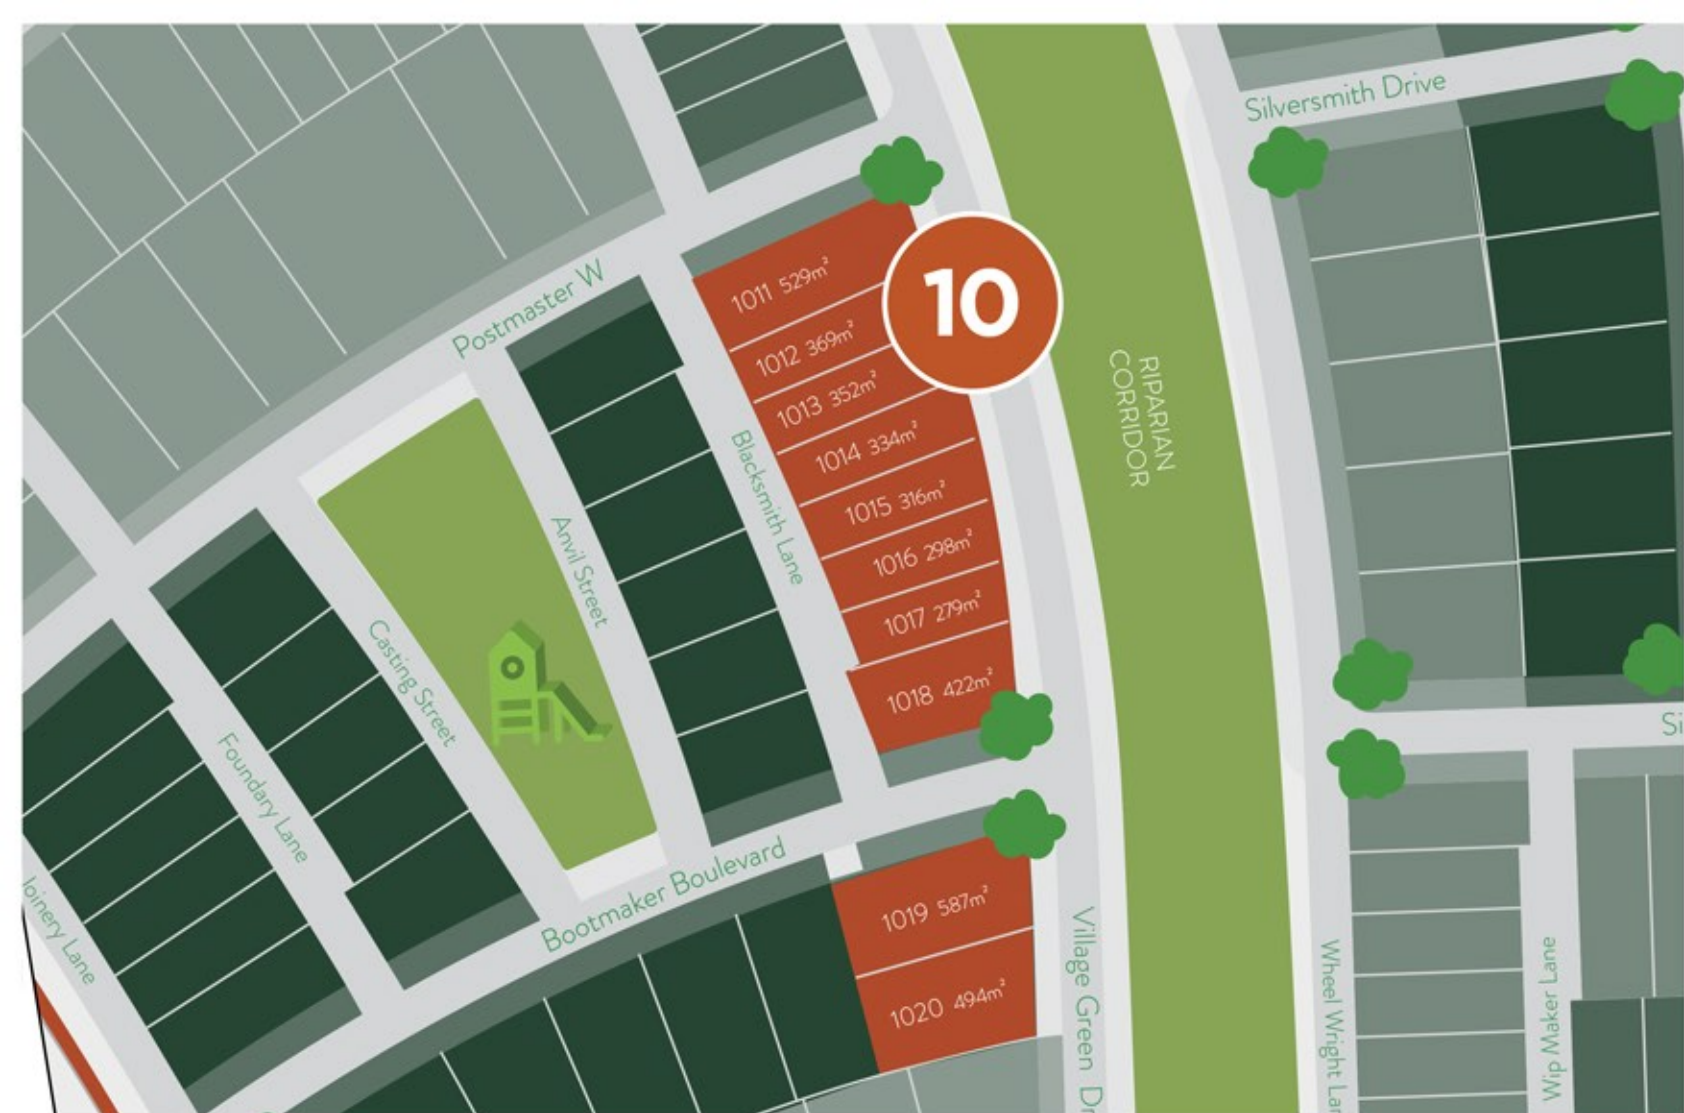 Silversmith Drive
Postmaster W
1011 529m²
10
1012 369m²
1013 352m²
1014 334m²
1015 316m²
1016 298m²
1017 279m²
1018 422m²
RIPARIAN
CORRIDOR
Blacksmith Lane
Anvil Street
Casting Street
Foundary Lane
Joinery Lane
Bootmaker Boulevard
1019 587m²
1020 494m²
Village Green Dr
Wheel Wright Lan
Wip Maker Lane
Si